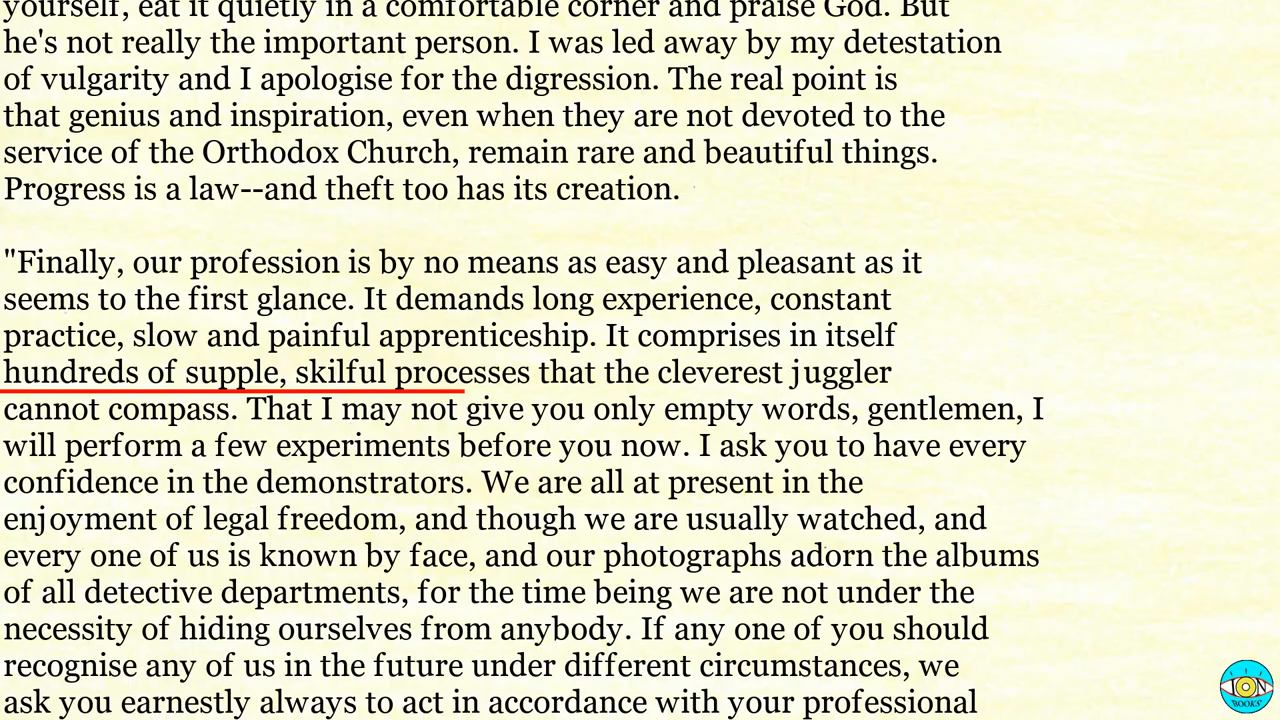 yourself, eat it quietly in a comfortable corner and praise God. But
he's not really the important person. I was led away by my detestation
of vulgarity and I apologise for the digression. The real point is
that genius and inspiration, even when they are not devoted to the
service of the Orthodox Church, remain rare and beautiful things.
Progress is a law--and theft too has its creation.
"Finally, our profession is by no means as easy and pleasant as it
seems to the first glance. It demands long experience, constant
practice, slow and painful apprenticeship. It comprises in itself
hundreds of supple, skilful processes that the cleverest juggler
cannot compass. That I may not give you only empty words, gentlemen, I
will perform a few experiments before you now. I ask you to have every
confidence in the demonstrators. We are all at present in the
enjoyment of legal freedom, and though we are usually watched, and
every one of us is known by face, and our photographs adorn the albums
of all detective departments, for the time being we are not under the
necessity of hiding ourselves from anybody. If any one of you should
recognise any of us in the future under different circumstances, we
ask you earnestly always to act in accordance with your professional
ION
BOOKS